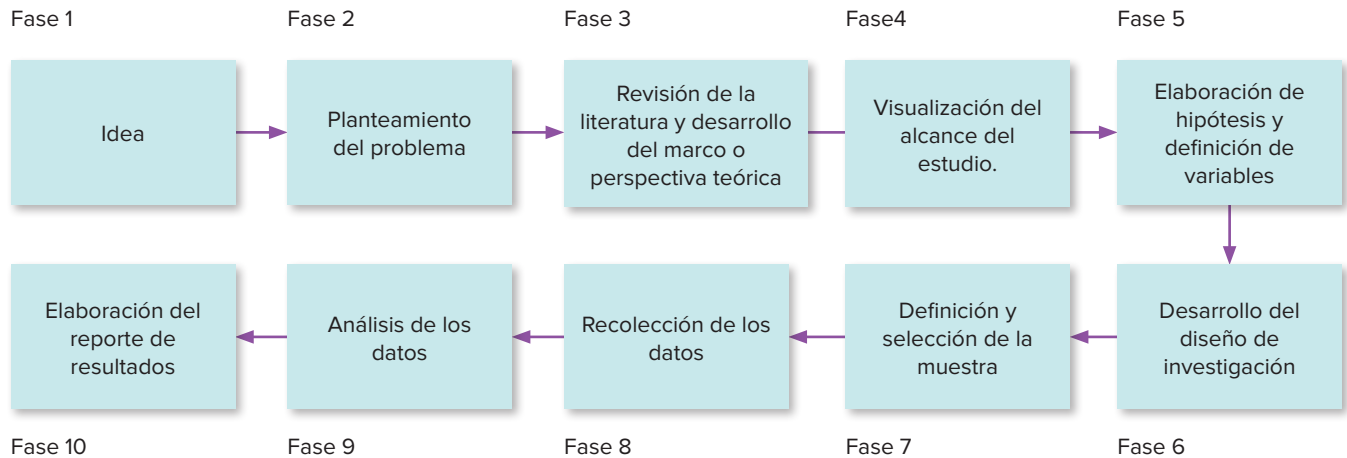 Fase 1
Fase 2
Fase 3
Fase4
Fase 5
Idea
Planteamiento
del problema
Revisión de la
literatura y desarrollo
del marco o
perspectiva teórica
Visualización del
alcance del
estudio.
Elaboración de
hipótesis y
definición de
variables
Elaboración del
reporte de
resultados
Análisis de los
datos
Recolección de los
datos
Definición y
selección de la
muestra
Desarrollo del
diseño de
investigación
Fase 10
Fase 9
Fase 8
Fase 7
Fase 6